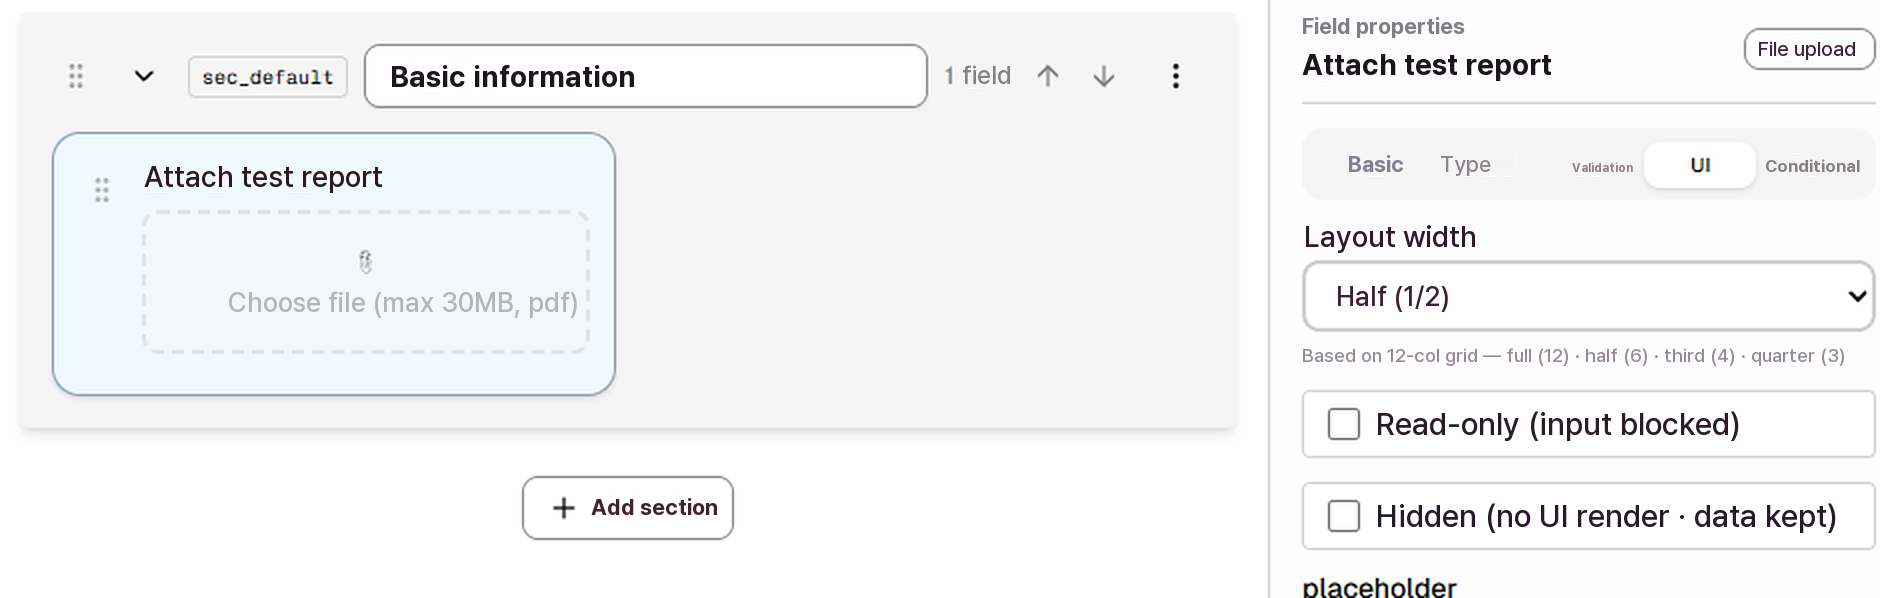 sec_default
Basic information
1 field
Attach test report
Choose file (max 30MB, pdf)
Add section
Field properties
Attach test report
File upload
Basic
Type
Validation
UI
Conditional
Layout width
Half (1/2)
Based on 12-col grid — full (12) · half (6) · third (4) · quarter (3)
Read-only (input blocked)
Hidden (no UI render · data kept)
placeholder